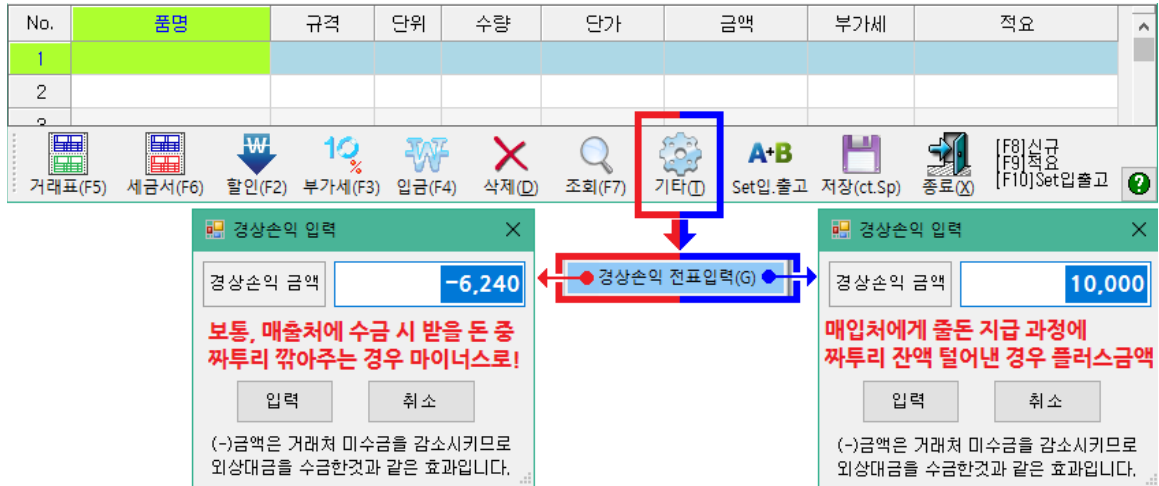 No. 품명 규격 단위 수량 단가 금액 부가세 적요
1
2
거래표(F5) 세금서(F6) 할인(F2) 부가세(F3) 입금(F4) 삭제(D) 조회(F7) 기타(T) A+B Set입.출고 저장(ct.Sp) 종료(X)
[F8]신규
[F9]적요
[F10]Set입출고
경상손익 입력
경상손익 금액 -6,240
보통, 매출처에 수금 시 받을 돈 중
짜투리 깎아주는 경우 마이너스로!
입력 취소
(-)금액은 거래처 미수금을 감소시키므로
외상대금을 수금한것과 같은 효과입니다.
경상손익 전표입력(G)
경상손익 입력
경상손익 금액 10,000
매입처에게 줄돈 지급 과정에
짜투리 잔액 털어낸 경우 플러스금액
입력 취소
(-)금액은 거래처 미수금을 감소시키므로
외상대금을 수금한것과 같은 효과입니다.